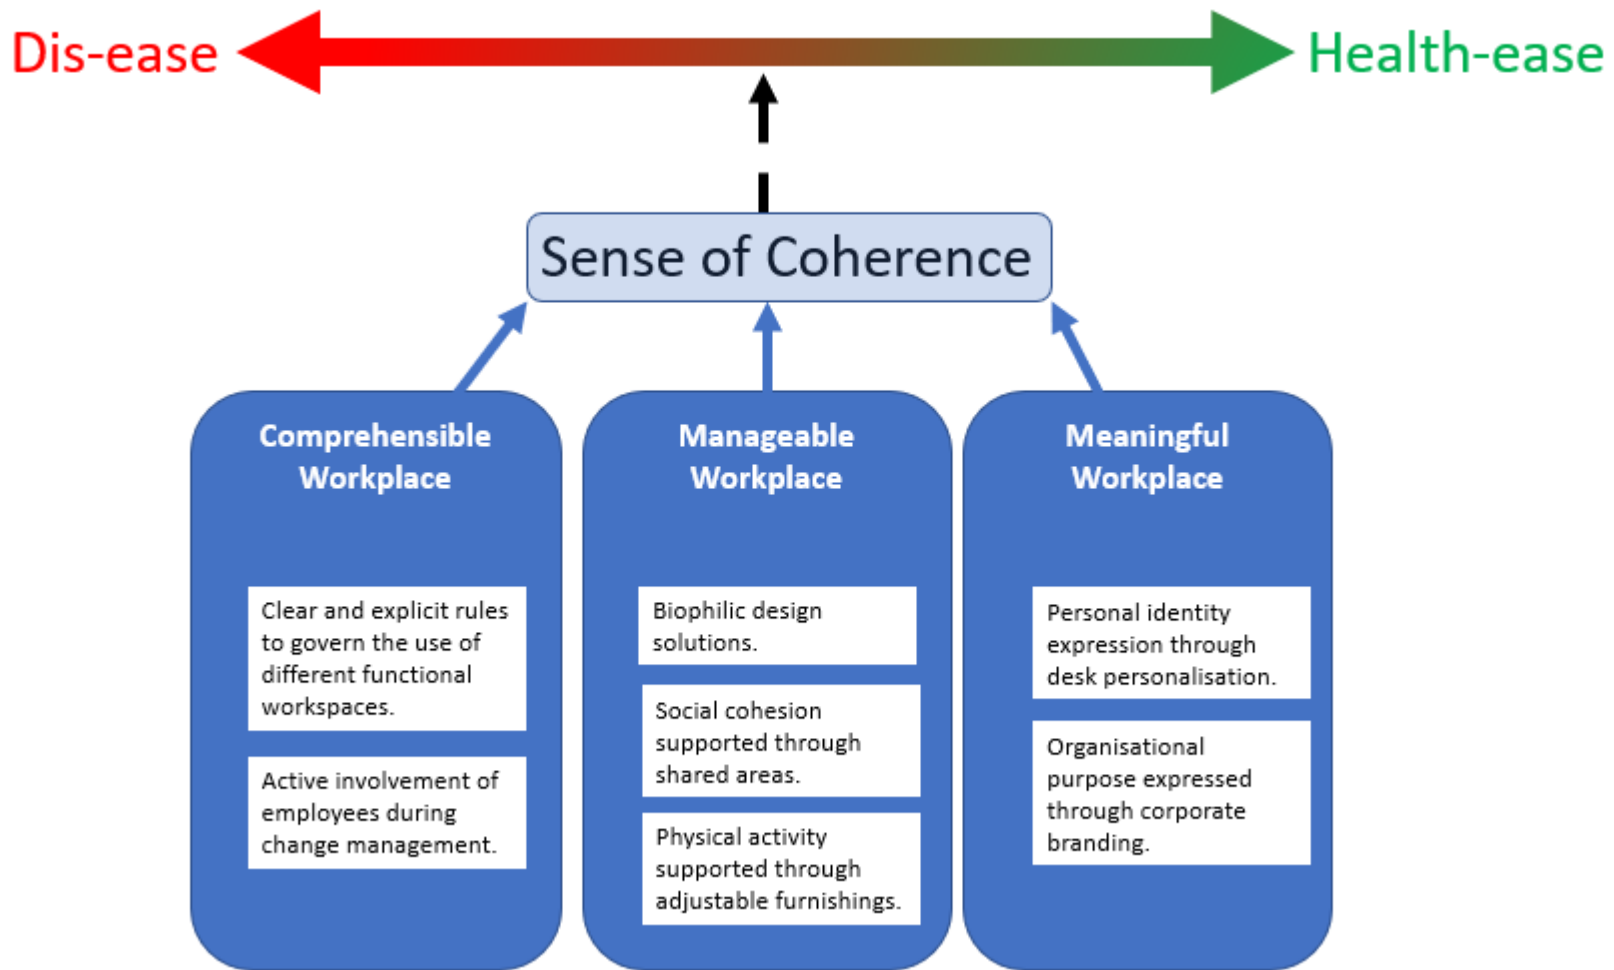 Dis-ease
Health-ease
Sense of Coherence
Comprehensible
Workplace
Clear and explicit rules
to govern the use of
different functional
workspaces.
Active involvement of
employees during
change management.
Manageable
Workplace
Biophilic design
solutions.
Social cohesion
supported through
shared areas.
Physical activity
supported through
adjustable furnishings.
Meaningful
Workplace
Personal identity
expression through
desk personalisation.
Organisational
purpose expressed
through corporate
branding.